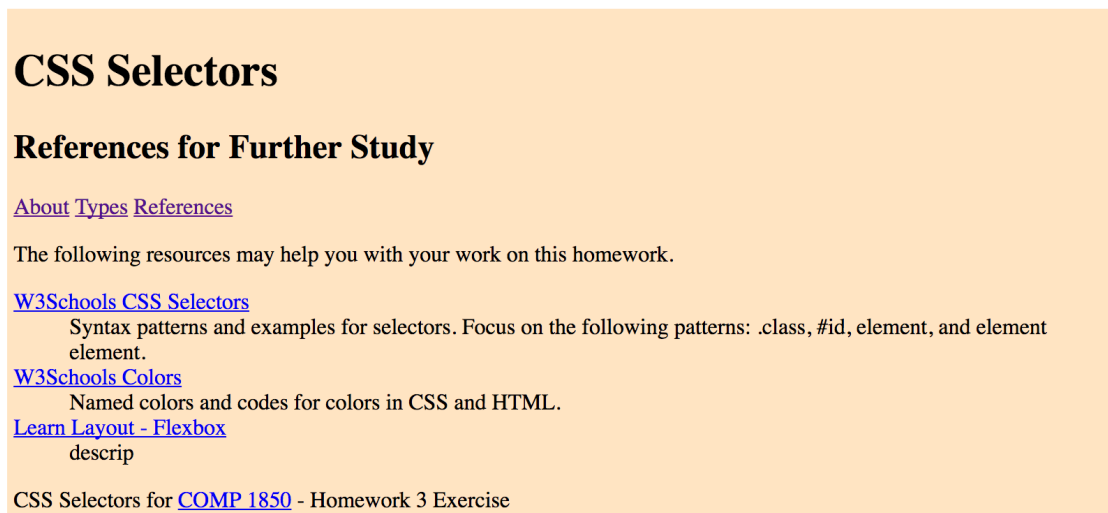 CSS Selectors
References for Further Study
About Types References
The following resources may help you with your work on this homework.
W3Schools CSS Selectors
Syntax patterns and examples for selectors. Focus on the following patterns: .class, #id, element, and element
element.
W3Schools Colors
Named colors and codes for colors in CSS and HTML.
Learn Layout - Flexbox
descrip
CSS Selectors for COMP 1850 - Homework 3 Exercise